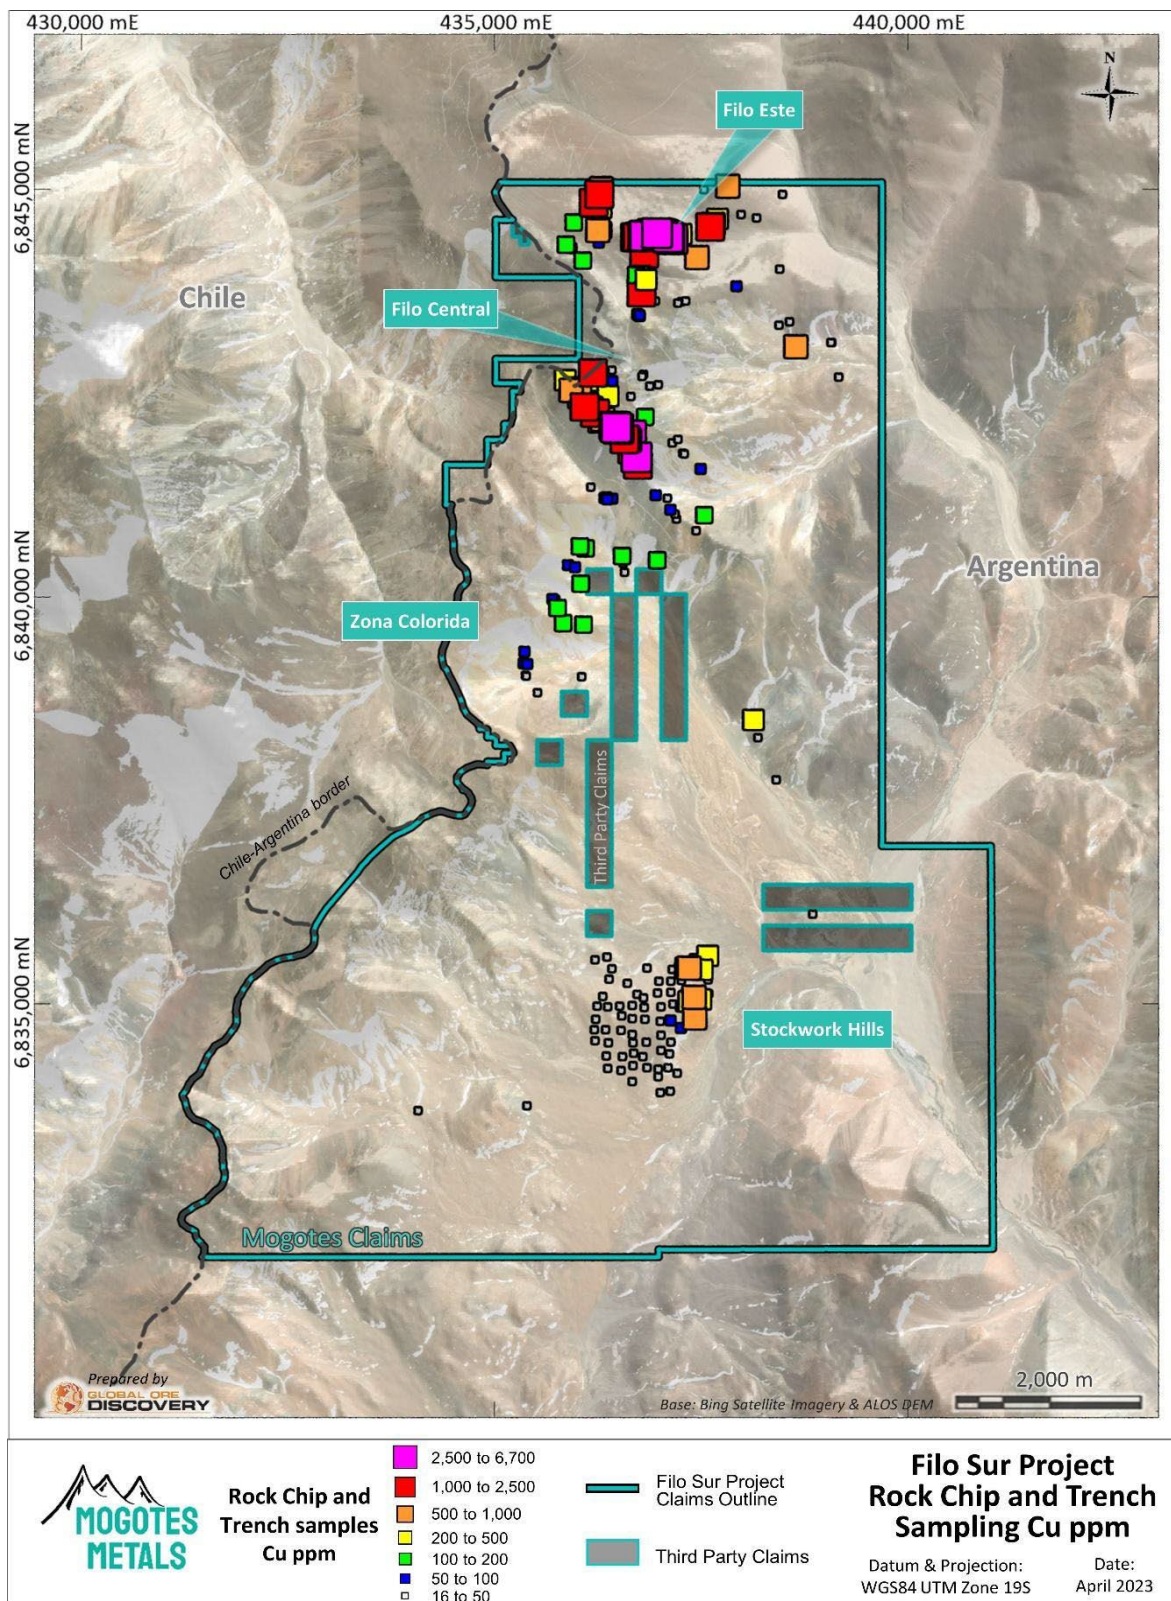 430,000 mE
435,000 mE
440,000 mE
N
Filo Este
6,845,000 mN
Chile
Filo Central
6,840,000 mN
Argentina
Zona Colorida
Third Party Claims
Chile-Argentina border
6,835,000 mN
Stockwork Hills
Mogotes Claims
Prepared by
GLOBAL ORE
DISCOVERY
2,000 m
Base: Bing Satellite Imagery & ALOS DEM
MOGOTES
METALS
Rock Chip and
Trench samples
Cu ppm
2,500 to 6,700
1,000 to 2,500
500 to 1,000
200 to 500
100 to 200
50 to 100
16 to 50
Filo Sur Project
Claims Outline
Third Party Claims
Filo Sur Project
Rock Chip and Trench
Sampling Cu ppm
Datum & Projection:
WGS84 UTM Zone 19S
Date:
April 2023